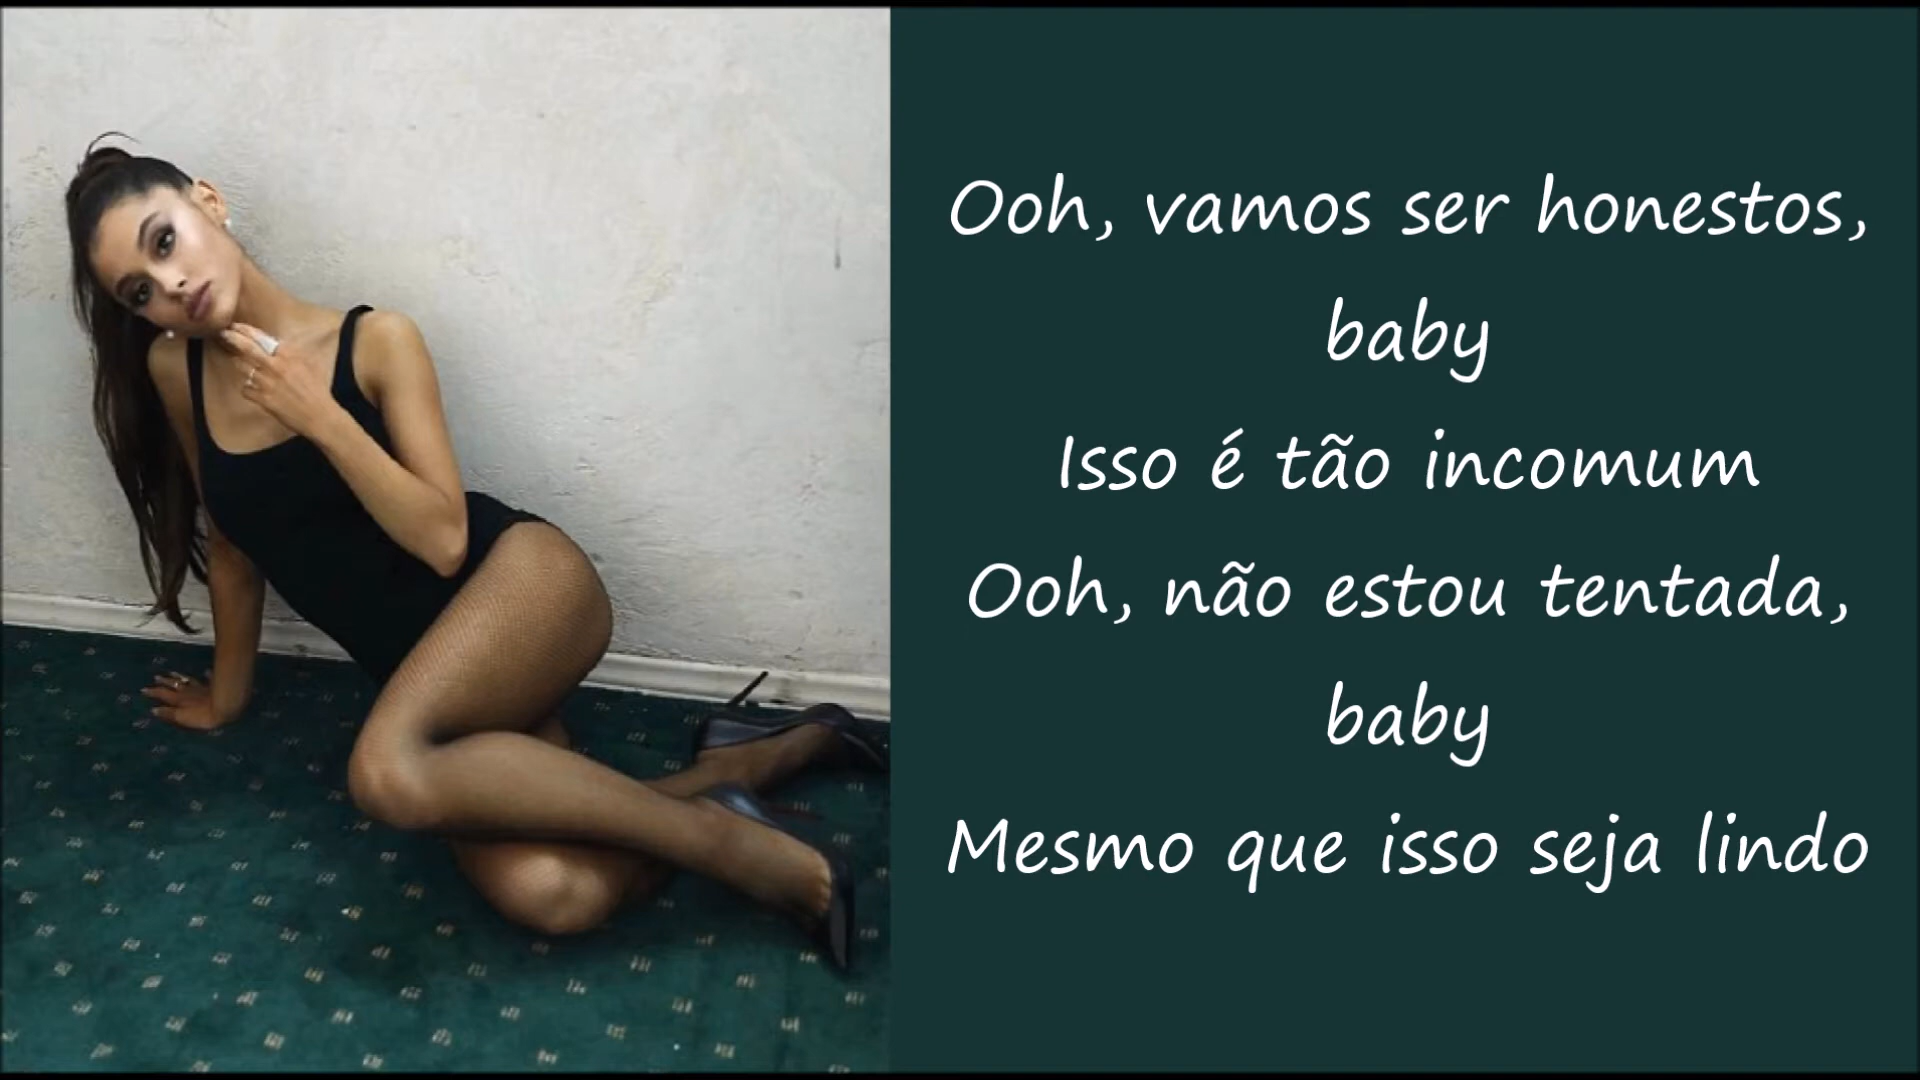 Ooh, vamos ser honestos,
baby
Isso é tão incomum
Ooh, não estou tentada,
baby
Mesmo que isso seja lindo